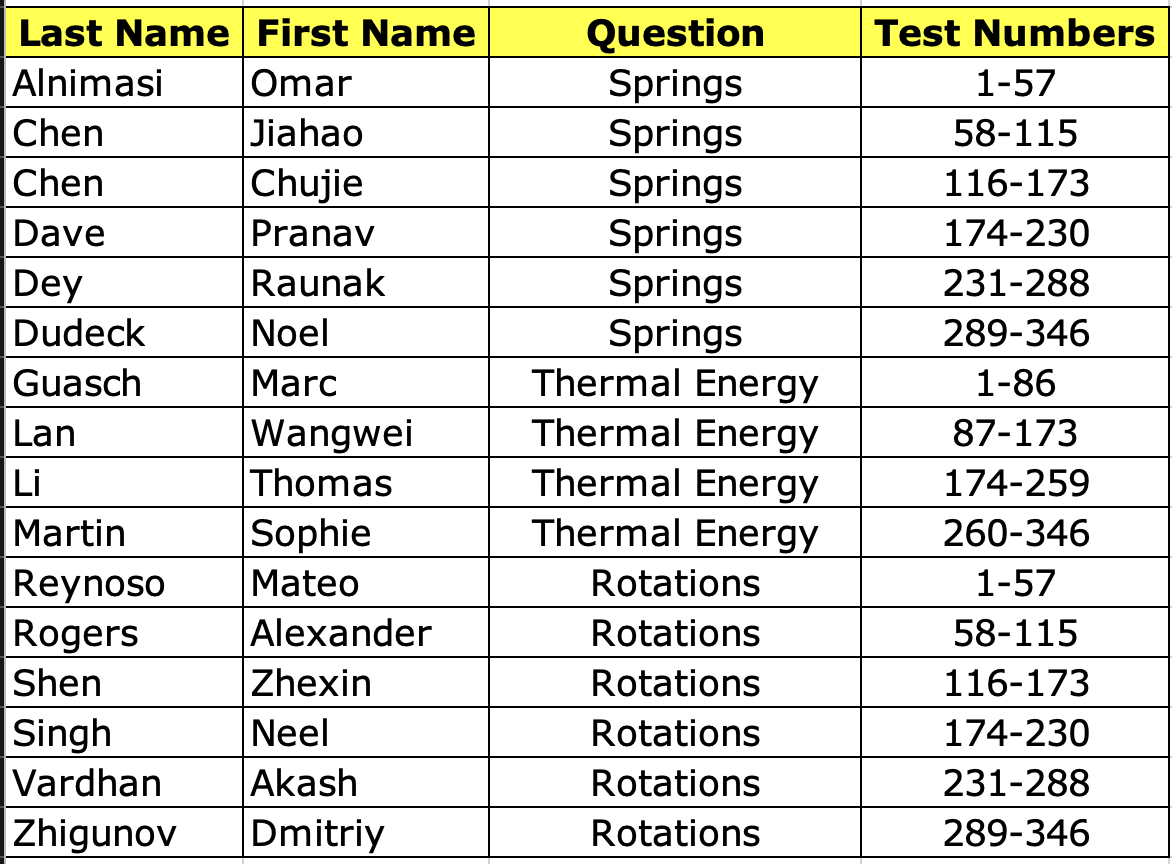 Last Name First Name Question Test Numbers
Alnimasi Omar Springs 1-57
Chen Jiahao Springs 58-115
Chen Chujie Springs 116-173
Dave Pranav Springs 174-230
Dey Raunak Springs 231-288
Dudeck Noel Springs 289-346
Guasch Marc Thermal Energy 1-86
Lan Wangwei Thermal Energy 87-173
Li Thomas Thermal Energy 174-259
Martin Sophie Thermal Energy 260-346
Reynoso Mateo Rotations 1-57
Rogers Alexander Rotations 58-115
Shen Zhexin Rotations 116-173
Singh Neel Rotations 174-230
Vardhan Akash Rotations 231-288
Zhigunov Dmitriy Rotations 289-346